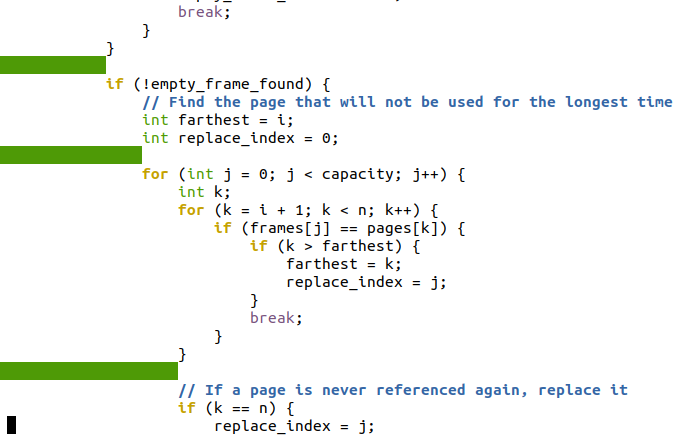 break;
}
}
if (!empty_frame_found) {
// Find the page that will not be used for the longest time
int farthest = i;
int replace_index = 0;
for (int j = 0; j < capacity; j++) {
int k;
for (k = i + 1; k < n; k++) {
if (frames[j] == pages[k]) {
if (k > farthest) {
farthest = k;
replace_index = j;
}
break;
}
}
// If a page is never referenced again, replace it
if (k == n) {
replace_index = j;